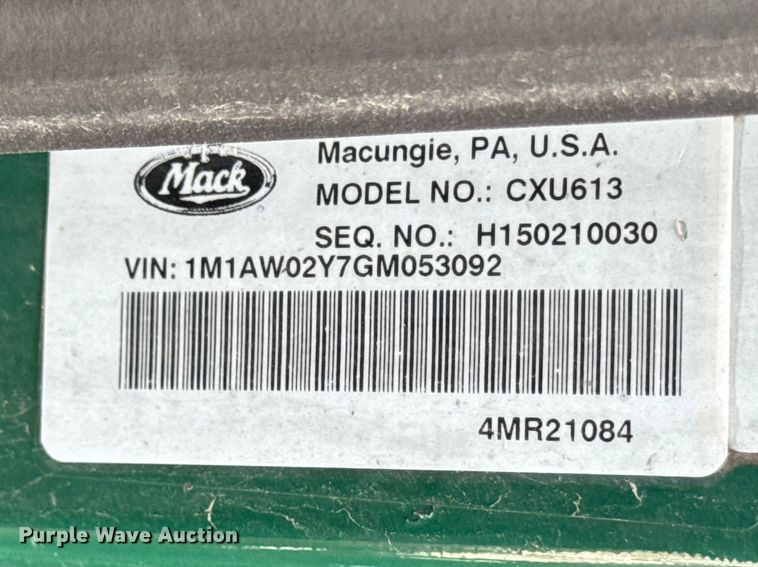 Mack
Macungie, PA, U.S.A.
MODEL NO.: CXU613
SEQ. NO.: H150210030
VIN: 1M1AW02Y7GM053092
4MR21084
Purple Wave Auction